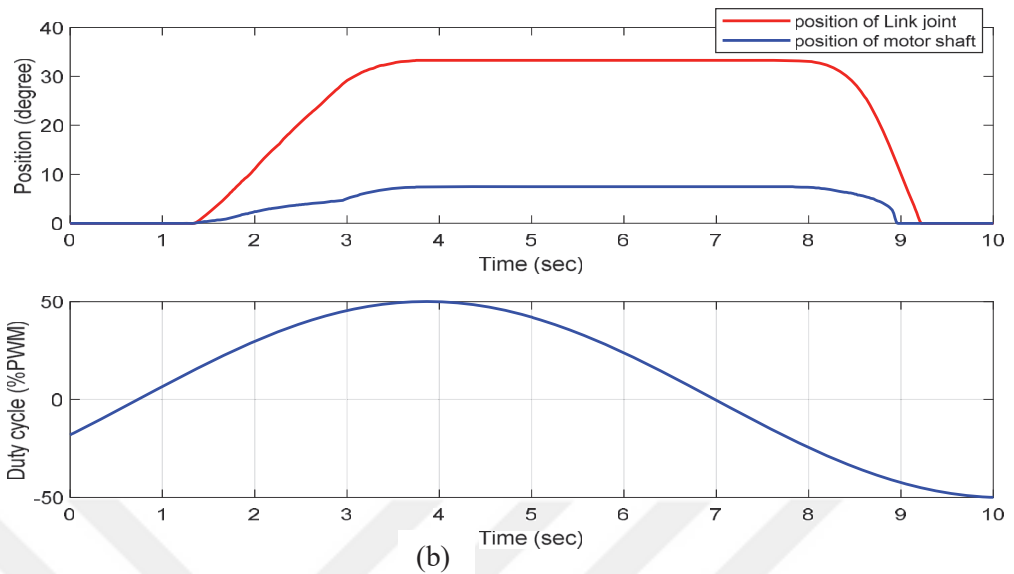 position of Link joint
position of motor shaft
Position (degree)
40
30
20
10
0
0 1 2 3 4 5 6 7 8 9 10
Time (sec)
Duty cycle (%PWM)
50
0
-50
0 1 2 3 4 5 6 7 8 9 10
Time (sec)
(b)